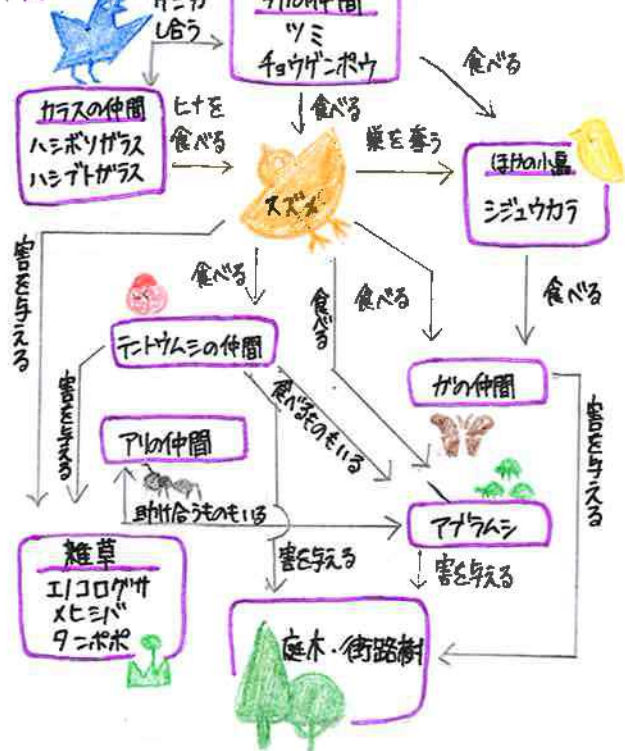 ケンカ
し合う
ツミ
チョウゲンボウ
食べる
カラスの仲間
ハシボソガラス
ハシブトガラス
ヒナを
食べる
食べる
巣を奪う
スズメ
ほかの小鳥
シジュウカラ
害を与える
食べる
食べる
食べる
食べる
テントウムシの仲間
害を与える
食べるものもいる
ガの仲間
害を与える
アリの仲間
助け合うものもいる
アブラムシ
害を与える
害を与える
雑草
エノコログサ
メヒシバ
タンポポ
庭木・街路樹